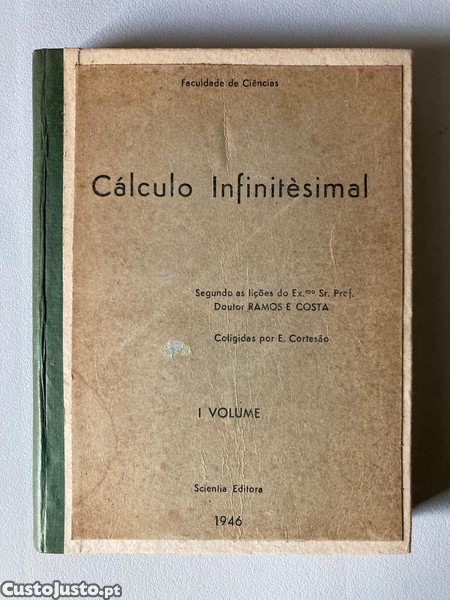 Faculdade de Ciências
Cálculo Infinitèsimal
Segundo as lições do Ex.mo Sr. Prof.
Doutor RAMOS E COSTA
Coligidas por E. Cortesão
I VOLUME
Scientia Editora
1946
CustoJusto.pt